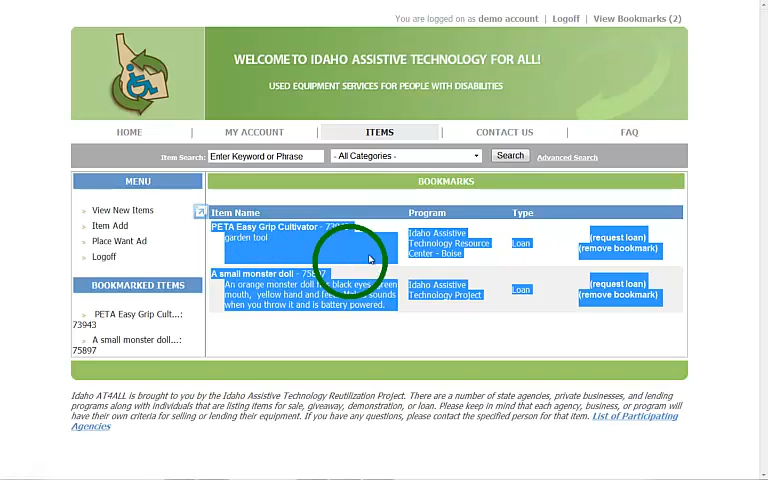 You are logged on as demo account | Logoff | View Bookmarks (2)
WELCOME TO IDAHO ASSISTIVE TECHNOLOGY FOR ALL!
USED EQUIPMENT SERVICES FOR PEOPLE WITH DISABILITIES
HOME | MY ACCOUNT | ITEMS | CONTACT US | FAQ
Item Search: Enter Keyword or Phrase - All Categories - Search Advanced Search
MENU
» View New Items
» Item Add
» Place Want Ad
» Logoff
BOOKMARKED ITEMS
» PETA Easy Grip Cult...:
73943
» A small monster doll...:
75897
BOOKMARKS
Item Name Program Type
PETA Easy Grip Cultivator - 73943
garden tool
Idaho Assistive
Technology Resource
Center - Boise
Loan
(request loan)
(remove bookmark)
A small monster doll - 75897
An orange monster doll has black eyes, green
mouth, yellow hand and feet. Makes sounds
when you throw it and is battery powered.
Idaho Assistive
Technology Project
Loan
(request loan)
(remove bookmark)
Idaho AT4ALL is brought to you by the Idaho Assistive Technology Reutilization Project. There are a number of state agencies, private businesses, and lending
programs along with individuals that are listing items for sale, giveaway, demonstration, or loan. Please keep in mind that each agency, business, or program will
have their own criteria for selling or lending their equipment. If you have any questions, please contact the specified person for that item. List of Participating
Agencies